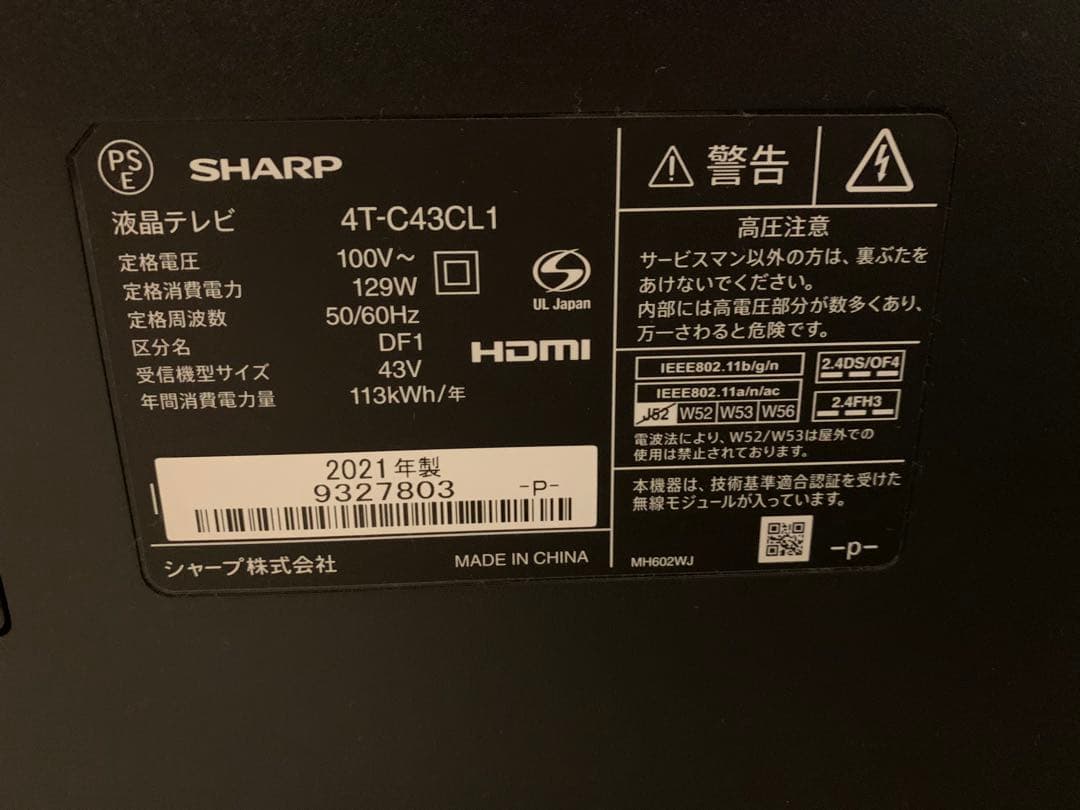 PSE
SHARP
液晶テレビ 4T-C43CL1
定格電圧 100V～
定格消費電力 129W
定格周波数 50/60Hz
区分名 DF1
受信機型サイズ 43V
年間消費電力量 113kWh/年
UL Japan
HDMI
2021年製
9327803 -P-
シャープ株式会社 MADE IN CHINA
警告
高圧注意
サービスマン以外の方は、裏ぶたを
あけないでください。
内部には高電圧部分が数多くあり、
万一さわると危険です。
IEEE802.11b/g/n 2.4DS/OF4
IEEE802.11a/n/ac
J52 W52 W53 W56 2.4FH3
電波法により、W52/W53は屋外での
使用は禁止されております。
本機器は、技術基準適合認証を受けた
無線モジュールが入っています。
MH602WJ -p-